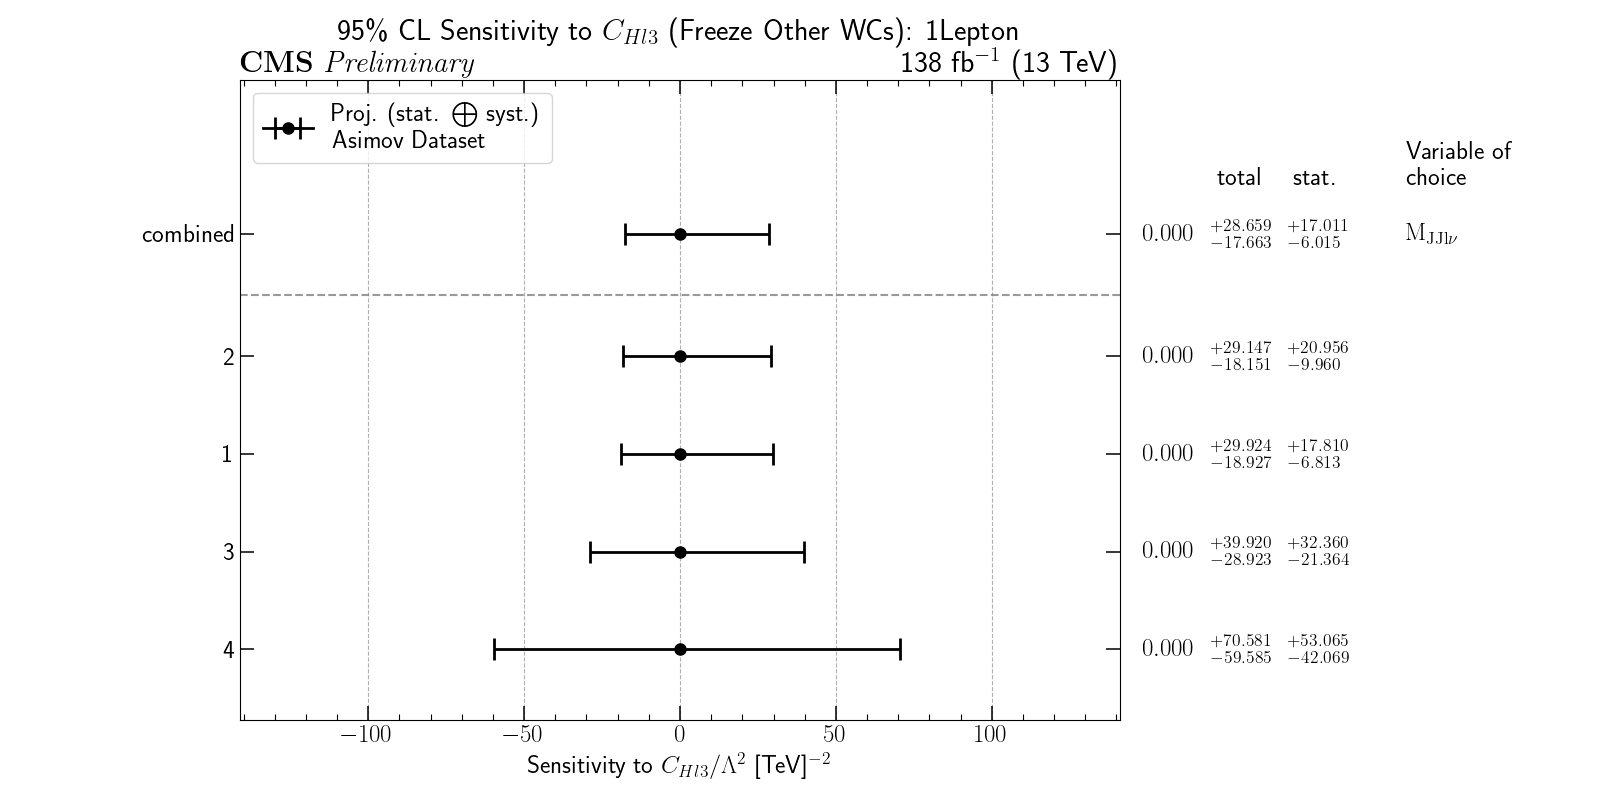 95% CL Sensitivity to C_{Hl3} (Freeze Other WCs): 1Lepton
CMS Preliminary 138 fb^{-1} (13 TeV)
Proj. (stat. ⨁ syst.)
Asimov Dataset
Variable of
choice
total stat.
combined 0.000 +28.659 −17.663 +17.011 −6.015 M_{JJlν}
2 0.000 +29.147 −18.151 +20.956 −9.960
1 0.000 +29.924 −18.927 +17.810 −6.813
3 0.000 +39.920 −28.923 +32.360 −21.364
4 0.000 +70.581 −59.585 +53.065 −42.069
−100 −50 0 50 100
Sensitivity to C_{Hl3}/Λ² [TeV]^{−2}